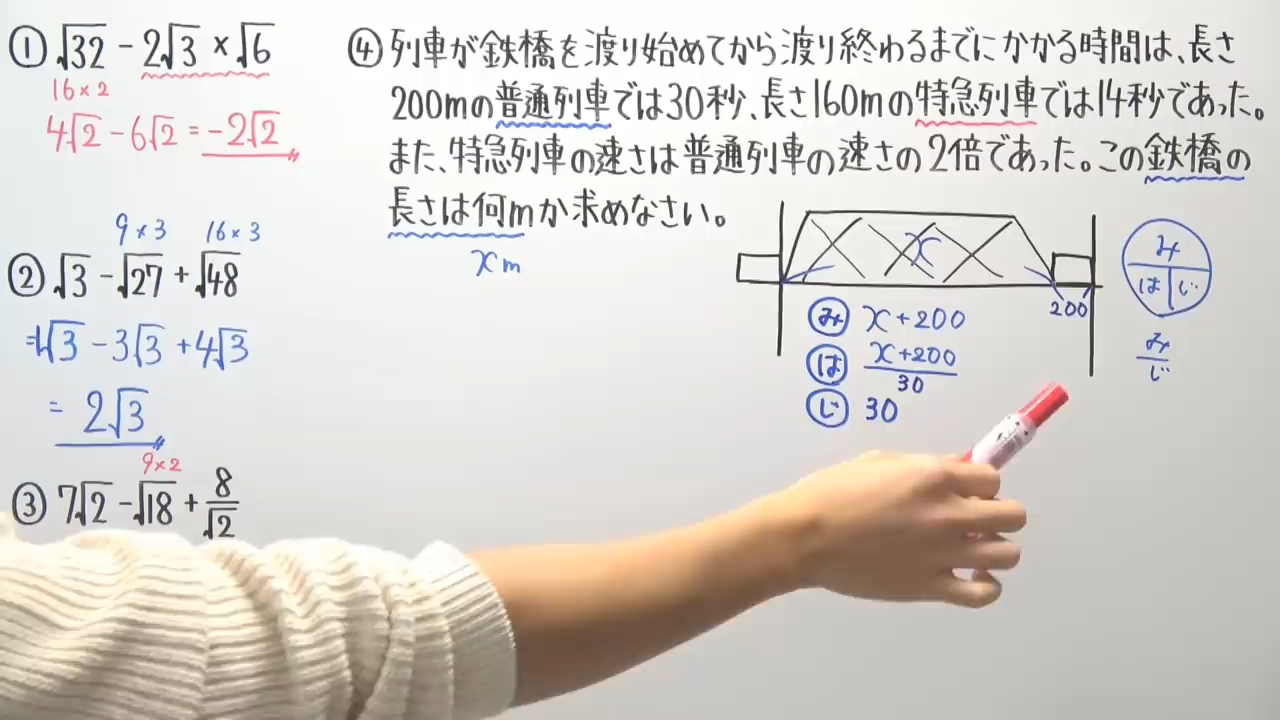 ① √32 - 2√3 × √6
16×2
4√2 - 6√2 = -2√2
9×3 16×3
② √3 - √27 + √48
=1√3 - 3√3 + 4√3
= 2√3
9×2
③ 7√2 - √18 + 8/√2
④ 列車が鉄橋を渡り始めてから渡り終わるまでにかかる時間は、長さ
200mの普通列車では30秒、長さ160mの特急列車では14秒であった。
また、特急列車の速さは普通列車の速さの2倍であった。この鉄橋の
長さは何mか求めなさい。
xm
x
200
み x+200
は x+200/30
じ 30
み
は じ
み/じ